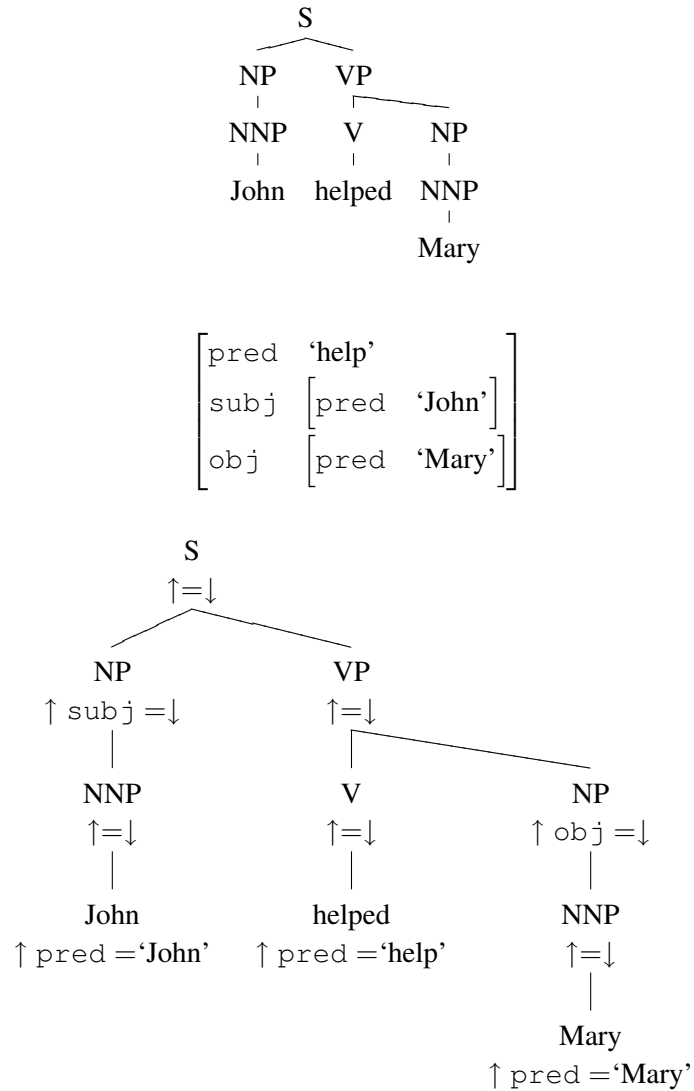 S
NP VP
NNP V NP
John helped NNP
Mary
pred ‘help’
subj [pred ‘John’]
obj [pred ‘Mary’]
S
↑=↓
NP VP
↑ subj =↓ ↑=↓
NNP V NP
↑=↓ ↑=↓ ↑ obj =↓
John helped NNP
↑ pred =‘John’ ↑ pred =‘help’ ↑=↓
Mary
↑ pred =‘Mary’